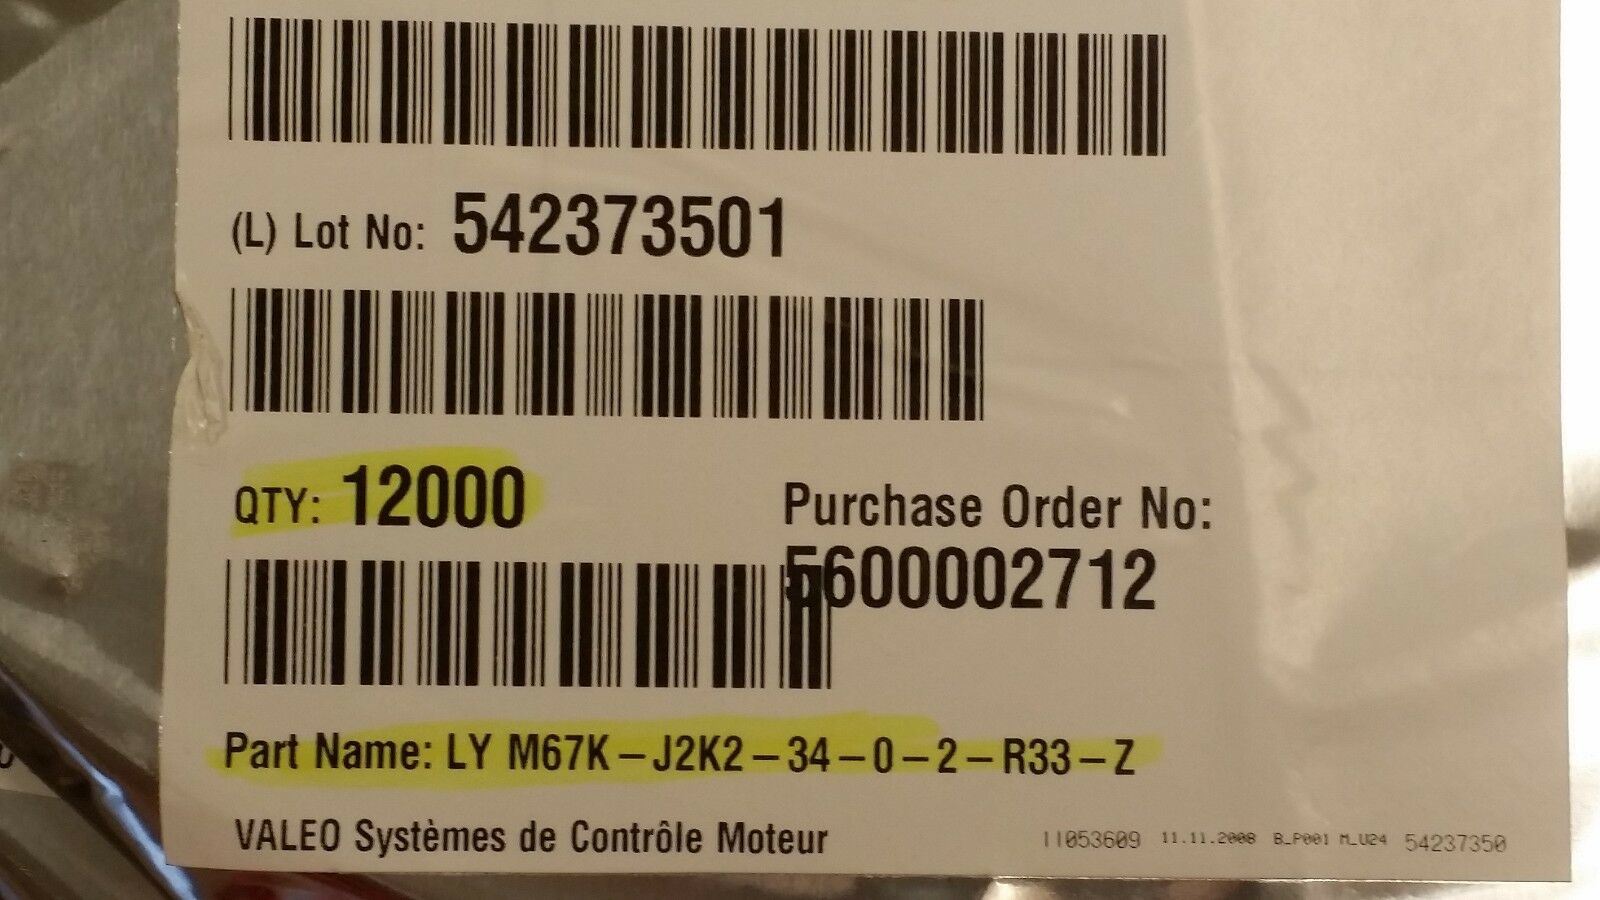 (L) Lot No: 542373501
QTY: 12000
Purchase Order No:
5600002712
Part Name: LY M67K-J2K2-34-0-2-R33-Z
VALEO Systèmes de Contrôle Moteur
11053609 11.11.2008 B_P001 M_U24 54237350